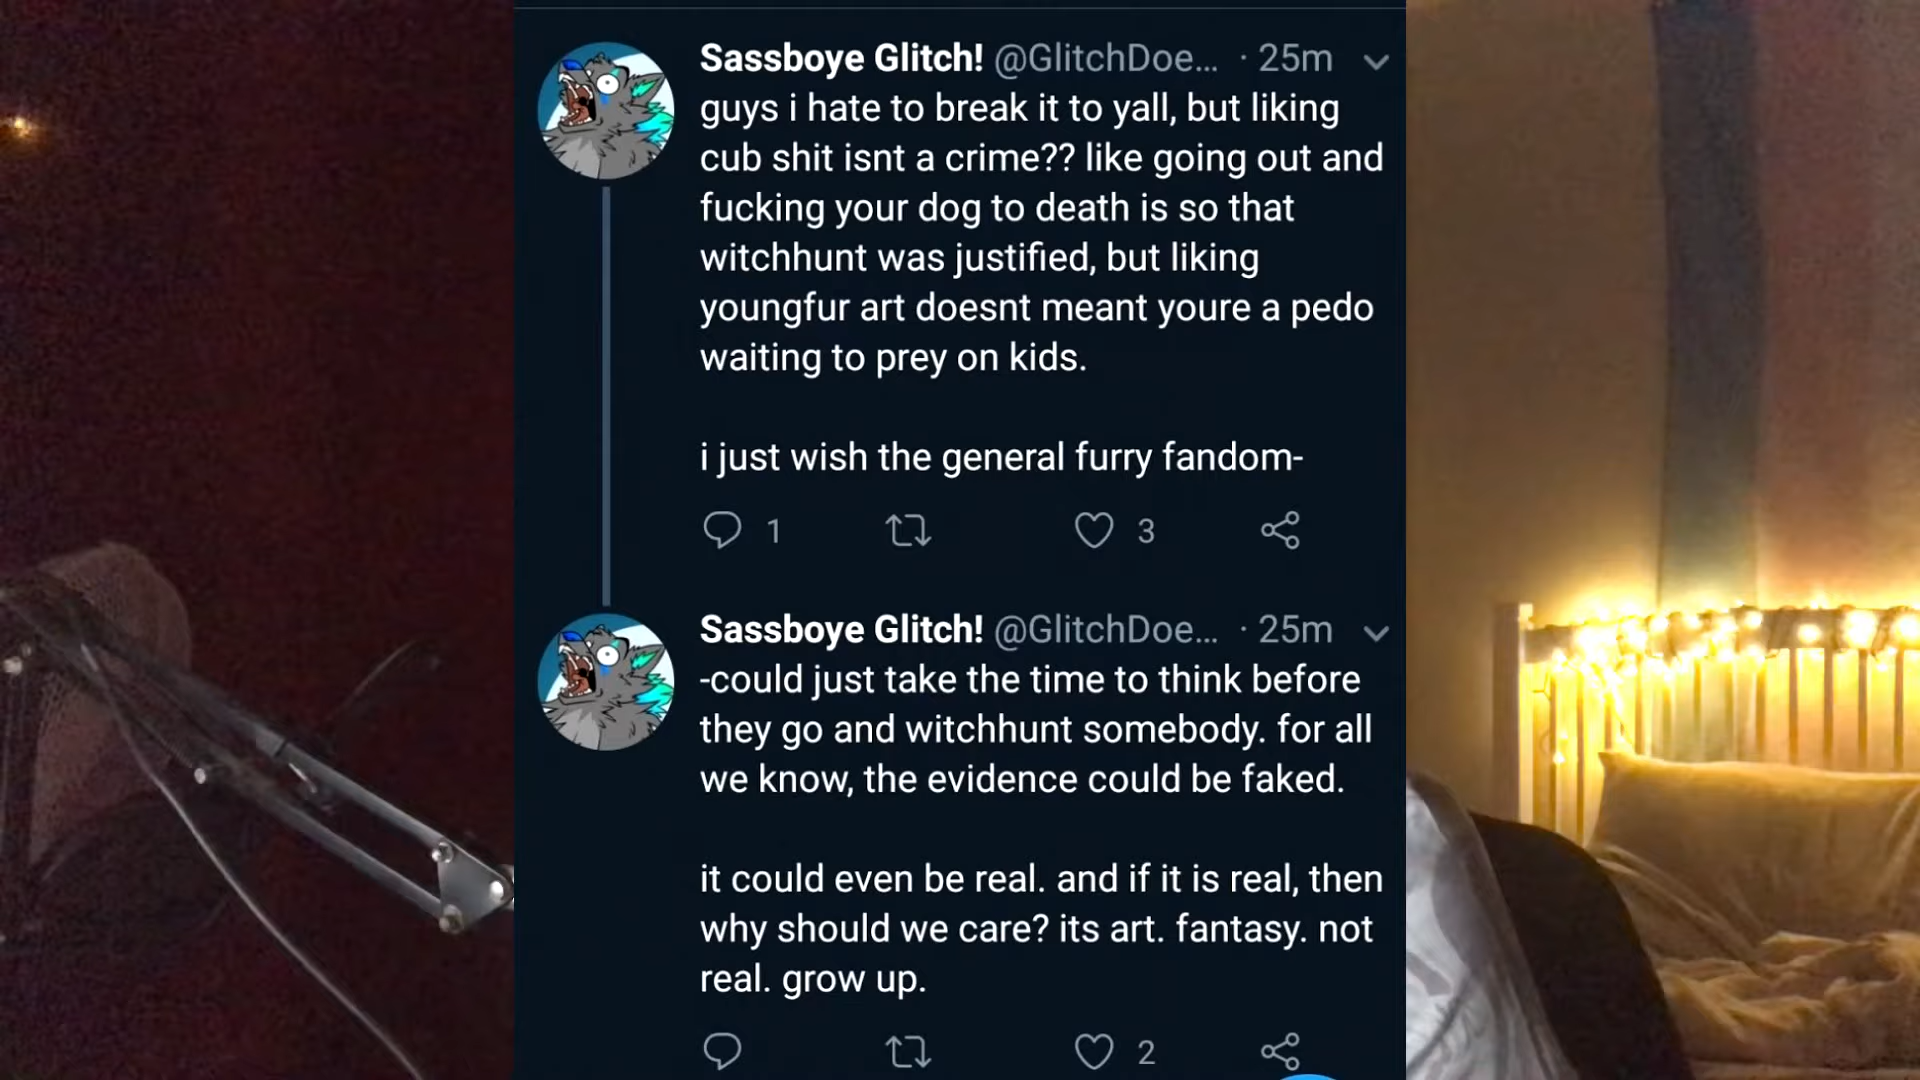 Sassboye Glitch! @GlitchDoe... · 25m
guys i hate to break it to yall, but liking
cub shit isnt a crime?? like going out and
fucking your dog to death is so that
witchhunt was justified, but liking
youngfur art doesnt meant youre a pedo
waiting to prey on kids.
i just wish the general furry fandom-
1 3
Sassboye Glitch! @GlitchDoe... · 25m
-could just take the time to think before
they go and witchhunt somebody. for all
we know, the evidence could be faked.
it could even be real. and if it is real, then
why should we care? its art. fantasy. not
real. grow up.
2